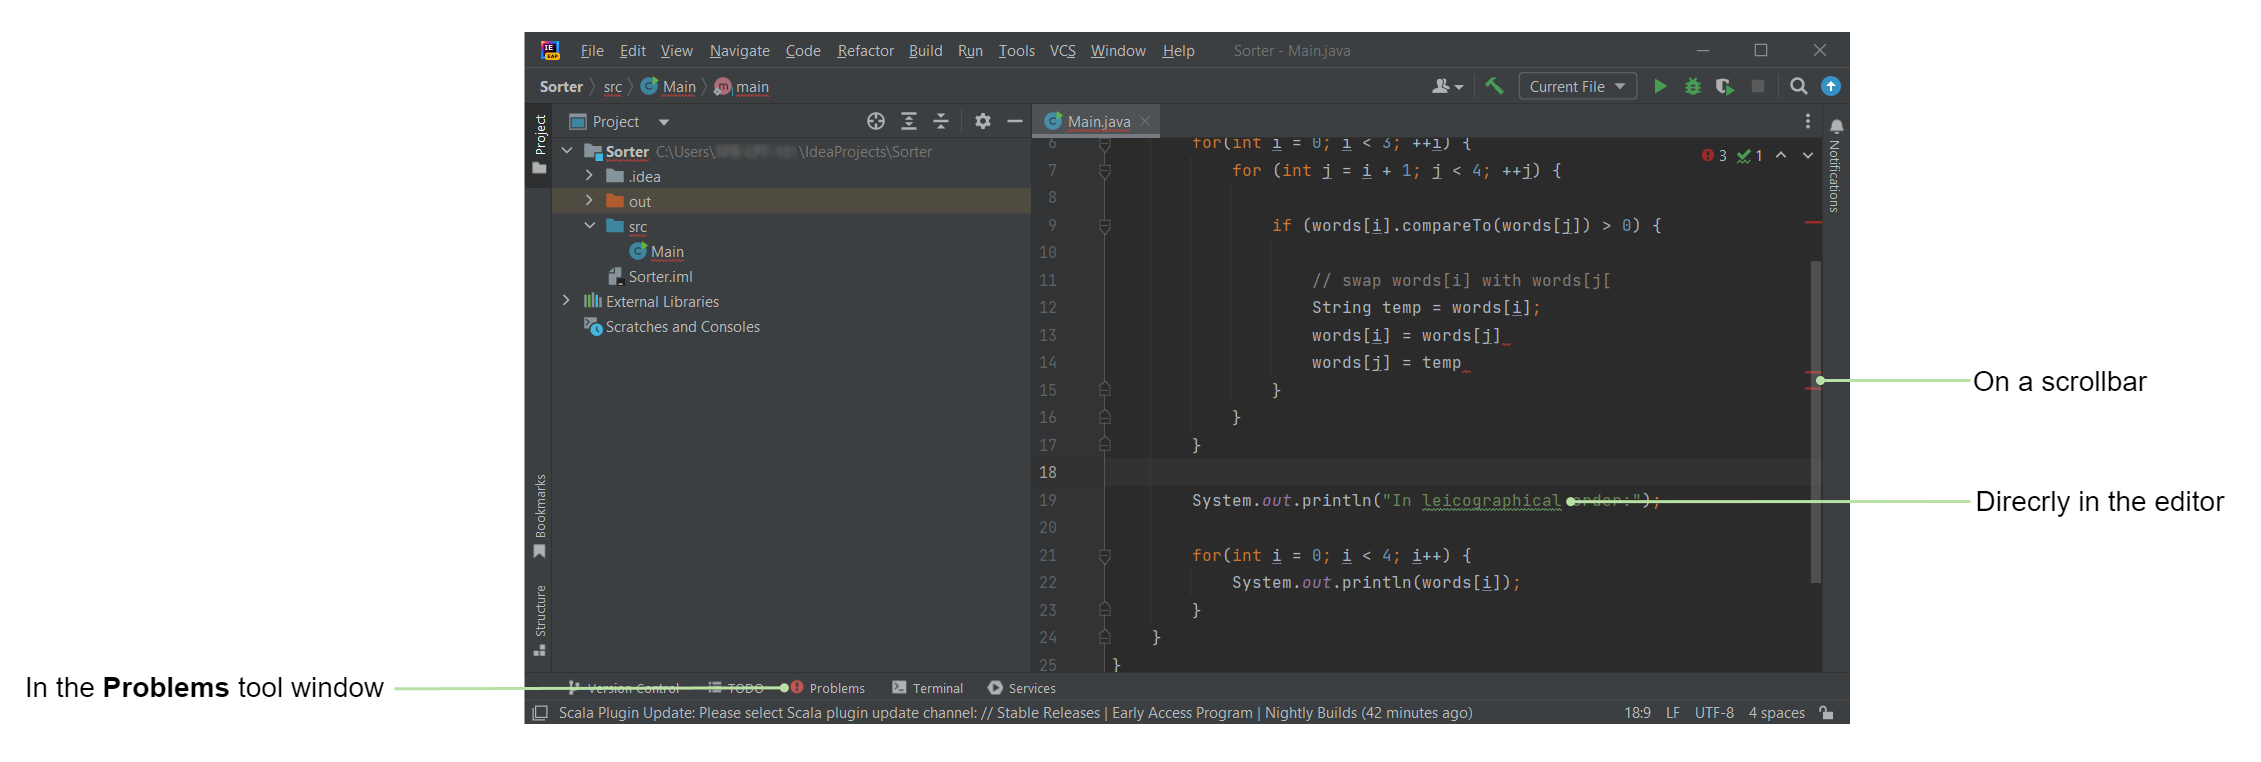 File Edit View Navigate Code Refactor Build Run Tools VCS Window Help Sorter - Main.java
Sorter src Main main Current File
Project
Project
Main.java
Sorter C:\Users\ \IdeaProjects\Sorter
.idea
out
src
Main
Sorter.iml
External Libraries
Scratches and Consoles
Bookmarks
Structure
3 1
Notifications
6 for(int i = 0; i < 3; ++i) {
7 for (int j = i + 1; j < 4; ++j) {
8
9 if (words[i].compareTo(words[j]) > 0) {
10
11 // swap words[i] with words[j[
12 String temp = words[i];
13 words[i] = words[j]
14 words[j] = temp
15 }
16 }
17 }
18
19 System.out.println("In leicographical order:");
20
21 for(int i = 0; i < 4; i++) {
22 System.out.println(words[i]);
23 }
24 }
25 }
On a scrollbar
Direcrly in the editor
In the Problems tool window
Version Control TODO Problems Terminal Services
Scala Plugin Update: Please select Scala plugin update channel: // Stable Releases | Early Access Program | Nightly Builds (42 minutes ago) 18:9 LF UTF-8 4 spaces